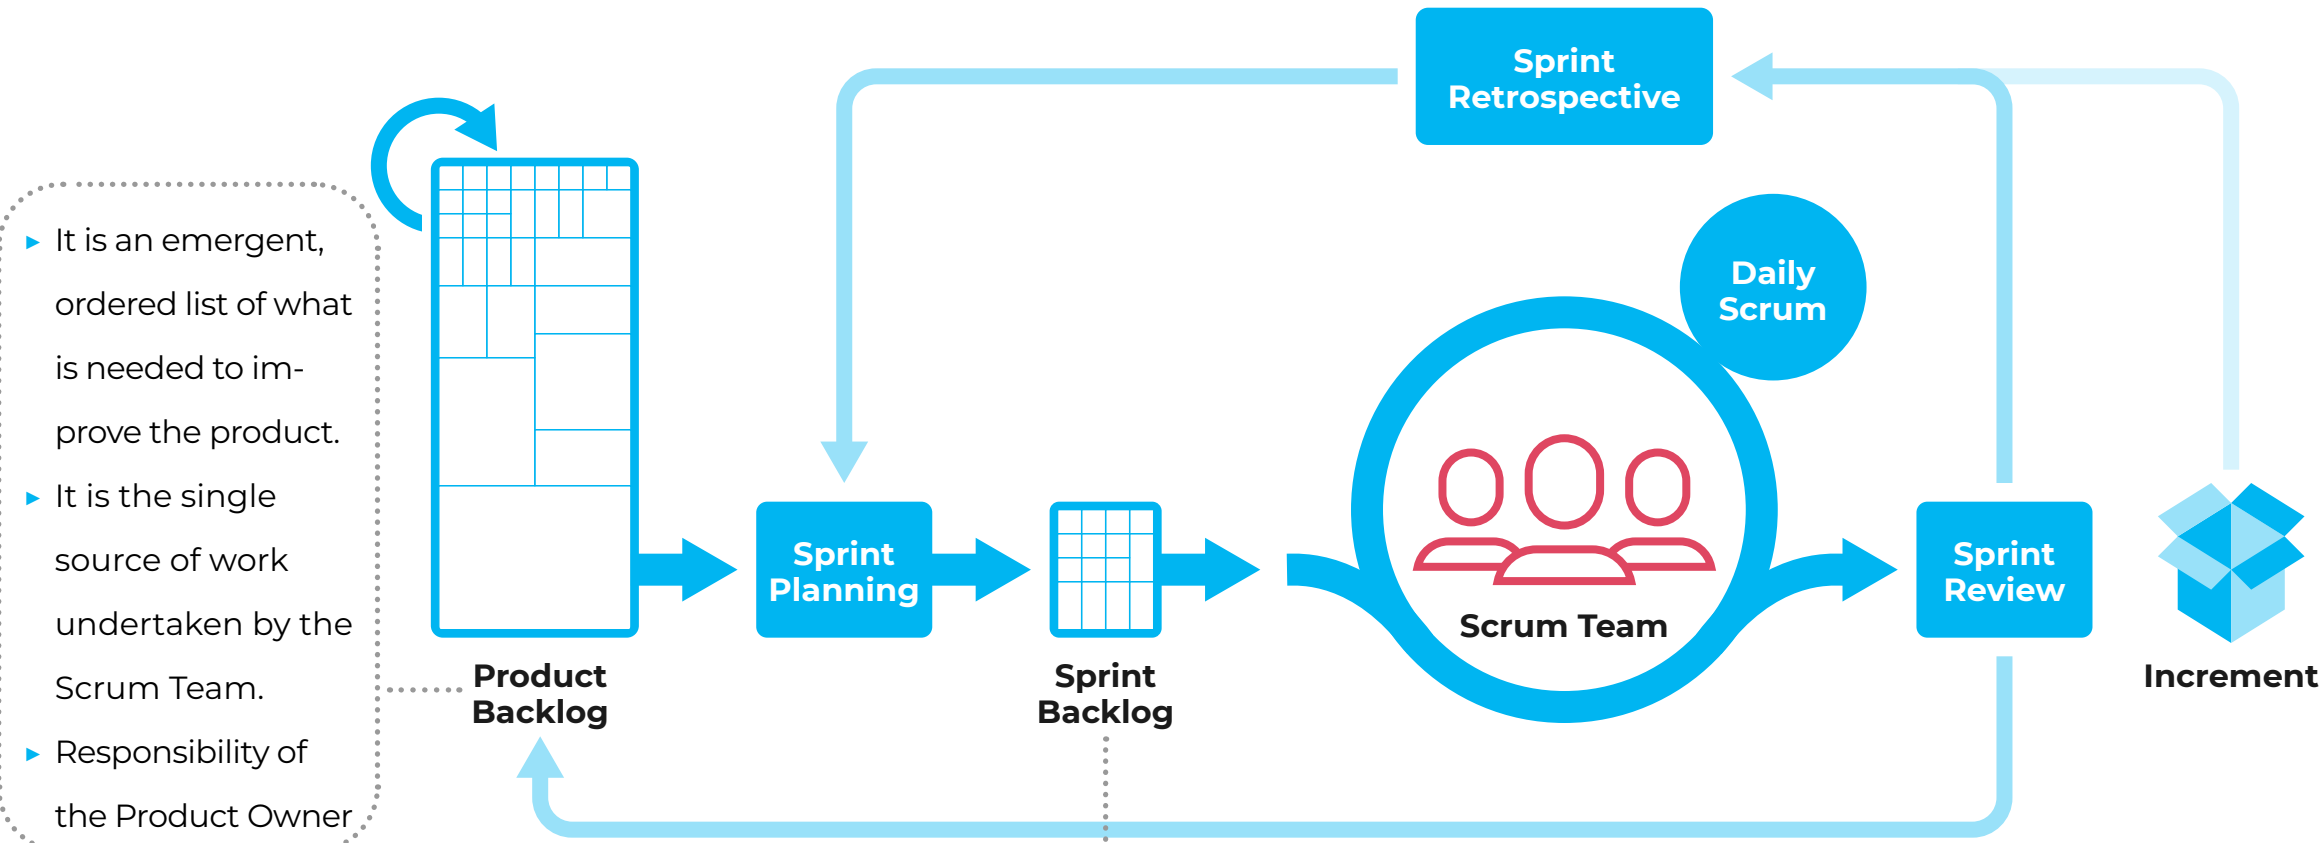 Sprint
Retrospective
Daily
Scrum
► It is an emergent,
ordered list of what
is needed to im-
prove the product.
► It is the single
source of work
undertaken by the
Scrum Team.
► Responsibility of
the Product Owner
Sprint
Planning
Scrum Team
Sprint
Review
Product
Backlog
Sprint
Backlog
Increment